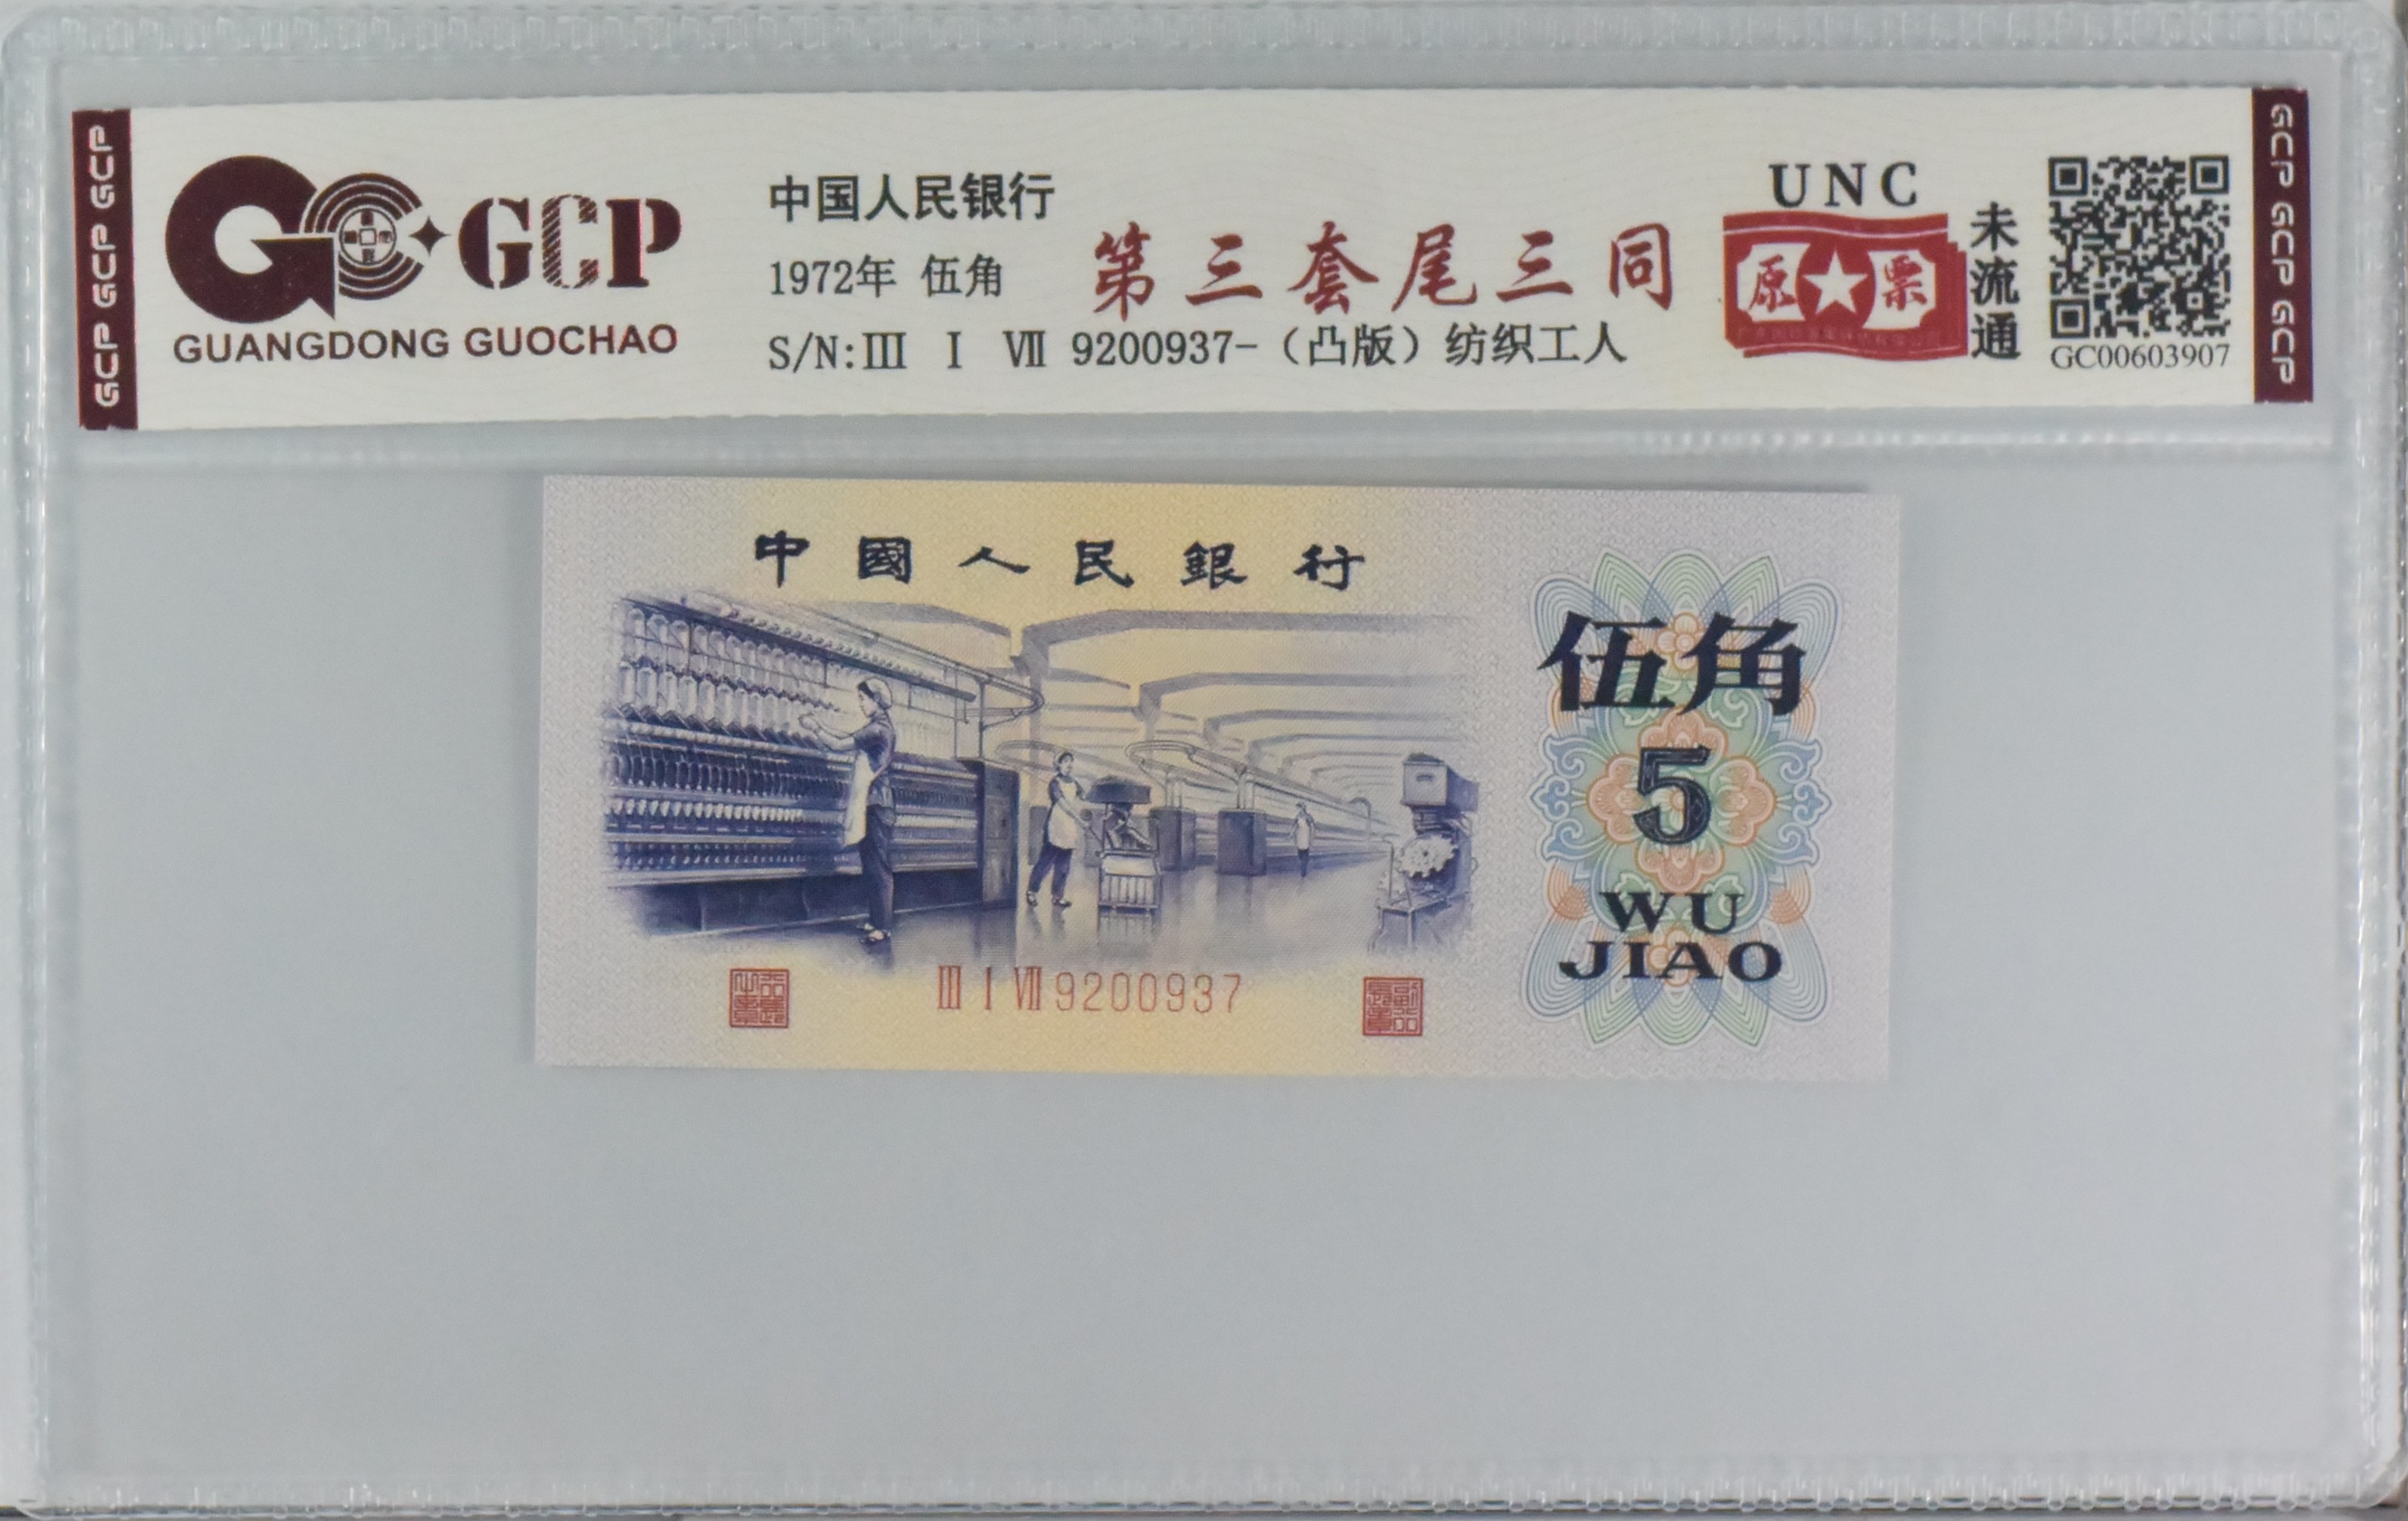 GCP GCP GCP
GCP
GUANGDONG GUOCHAO
中国人民银行
1972年 伍角
第三套尾三同
S/N:Ⅲ Ⅰ Ⅶ 9200937-（凸版）纺织工人
UNC
原★票
未流通
GC00603907
GCP GCP GCP
中國人民銀行
伍角
5
WU
JIAO
Ⅲ Ⅰ Ⅶ 9200937